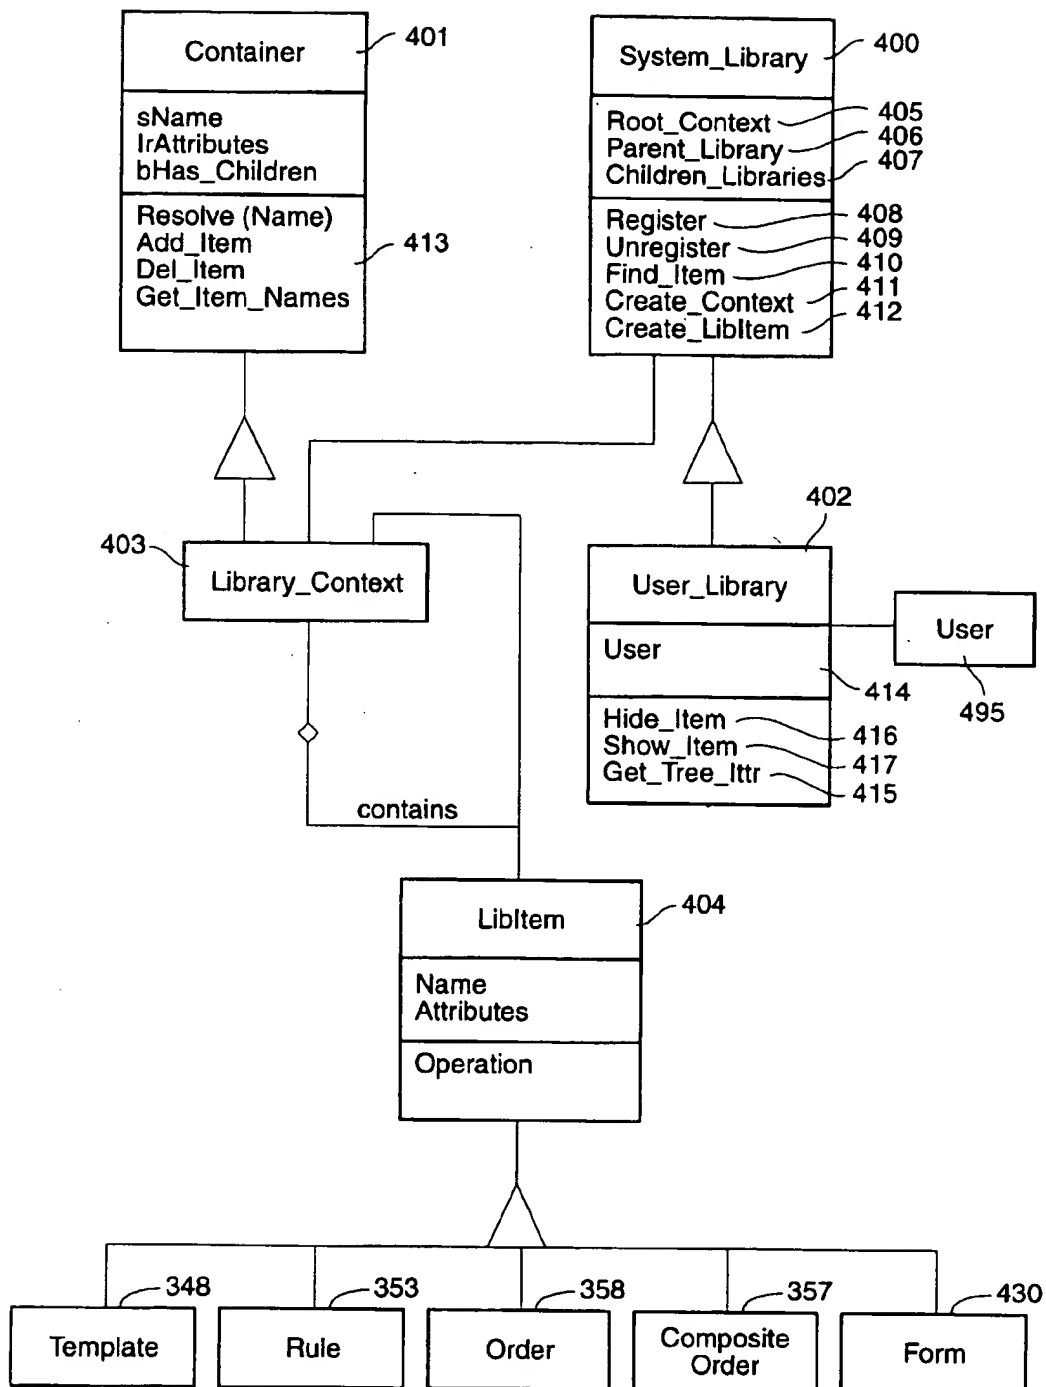 Container
401
sName
IrAttributes
bHas_Children
Resolve (Name)
Add_Item
Del_Item
Get_Item_Names
413
System_Library
400
Root_Context
405
Parent_Library
406
Children_Libraries
407
Register
408
Unregister
409
Find_Item
410
Create_Context
411
Create_LibItem
412
403
Library_Context
402
User_Library
User
414
Hide_Item
416
Show_Item
417
Get_Tree_Ittr
415
User
495
contains
LibItem
404
Name
Attributes
Operation
348
Template
353
Rule
358
Order
357
Composite
Order
430
Form